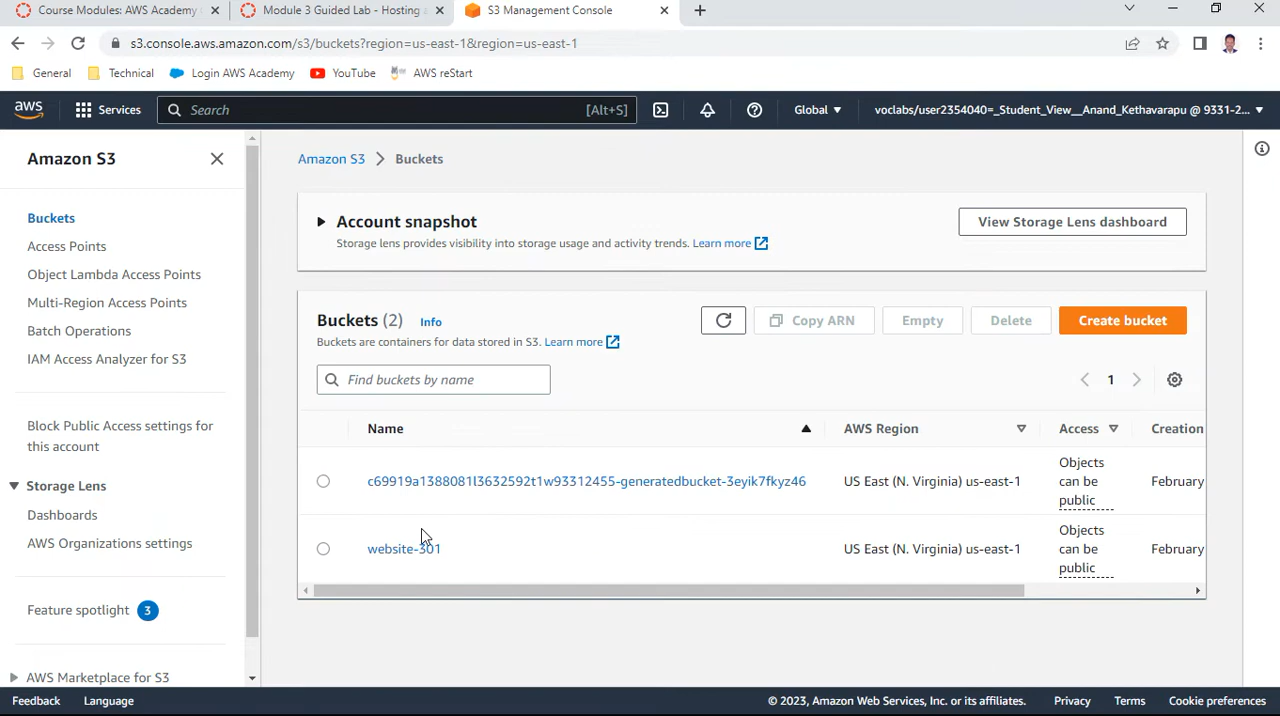 Course Modules: AWS Academy
Module 3 Guided Lab - Hosting a
S3 Management Console
s3.console.aws.amazon.com/s3/buckets?region=us-east-1&region=us-east-1
General
Technical
Login AWS Academy
YouTube
AWS reStart
aws
Services
Search
[Alt+S]
Global
voclabs/user2354040=_Student_View__Anand_Kethavarapu @ 9331-2...
Amazon S3
Buckets
Access Points
Object Lambda Access Points
Multi-Region Access Points
Batch Operations
IAM Access Analyzer for S3
Block Public Access settings for
this account
Storage Lens
Dashboards
AWS Organizations settings
Feature spotlight 3
AWS Marketplace for S3
Amazon S3 > Buckets
Account snapshot
Storage lens provides visibility into storage usage and activity trends. Learn more
View Storage Lens dashboard
Buckets (2) Info
Buckets are containers for data stored in S3. Learn more
Copy ARN
Empty
Delete
Create bucket
Find buckets by name
1
Name
AWS Region
Access
Creation
c69919a1388081l3632592t1w93312455-generatedbucket-3eyik7fkyz46
US East (N. Virginia) us-east-1
Objects
can be
public
February
website-301
US East (N. Virginia) us-east-1
Objects
can be
public
February
Feedback
Language
© 2023, Amazon Web Services, Inc. or its affiliates.
Privacy
Terms
Cookie preferences